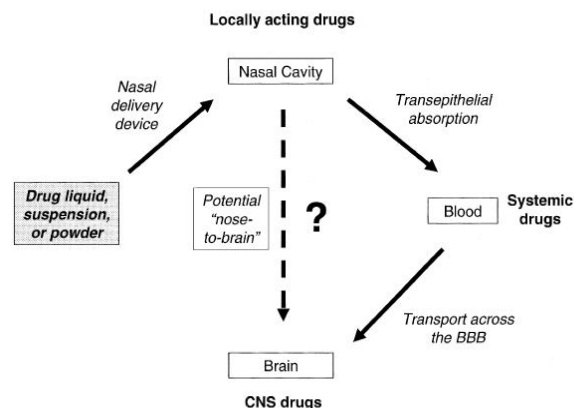 Locally acting drugs
Nasal Cavity
Nasal
delivery
device
Transepithelial
absorption
Drug liquid,
suspension,
or powder
Potential
"nose-
to-brain"
?
Blood
Systemic
drugs
Transport across
the BBB
Brain
CNS drugs